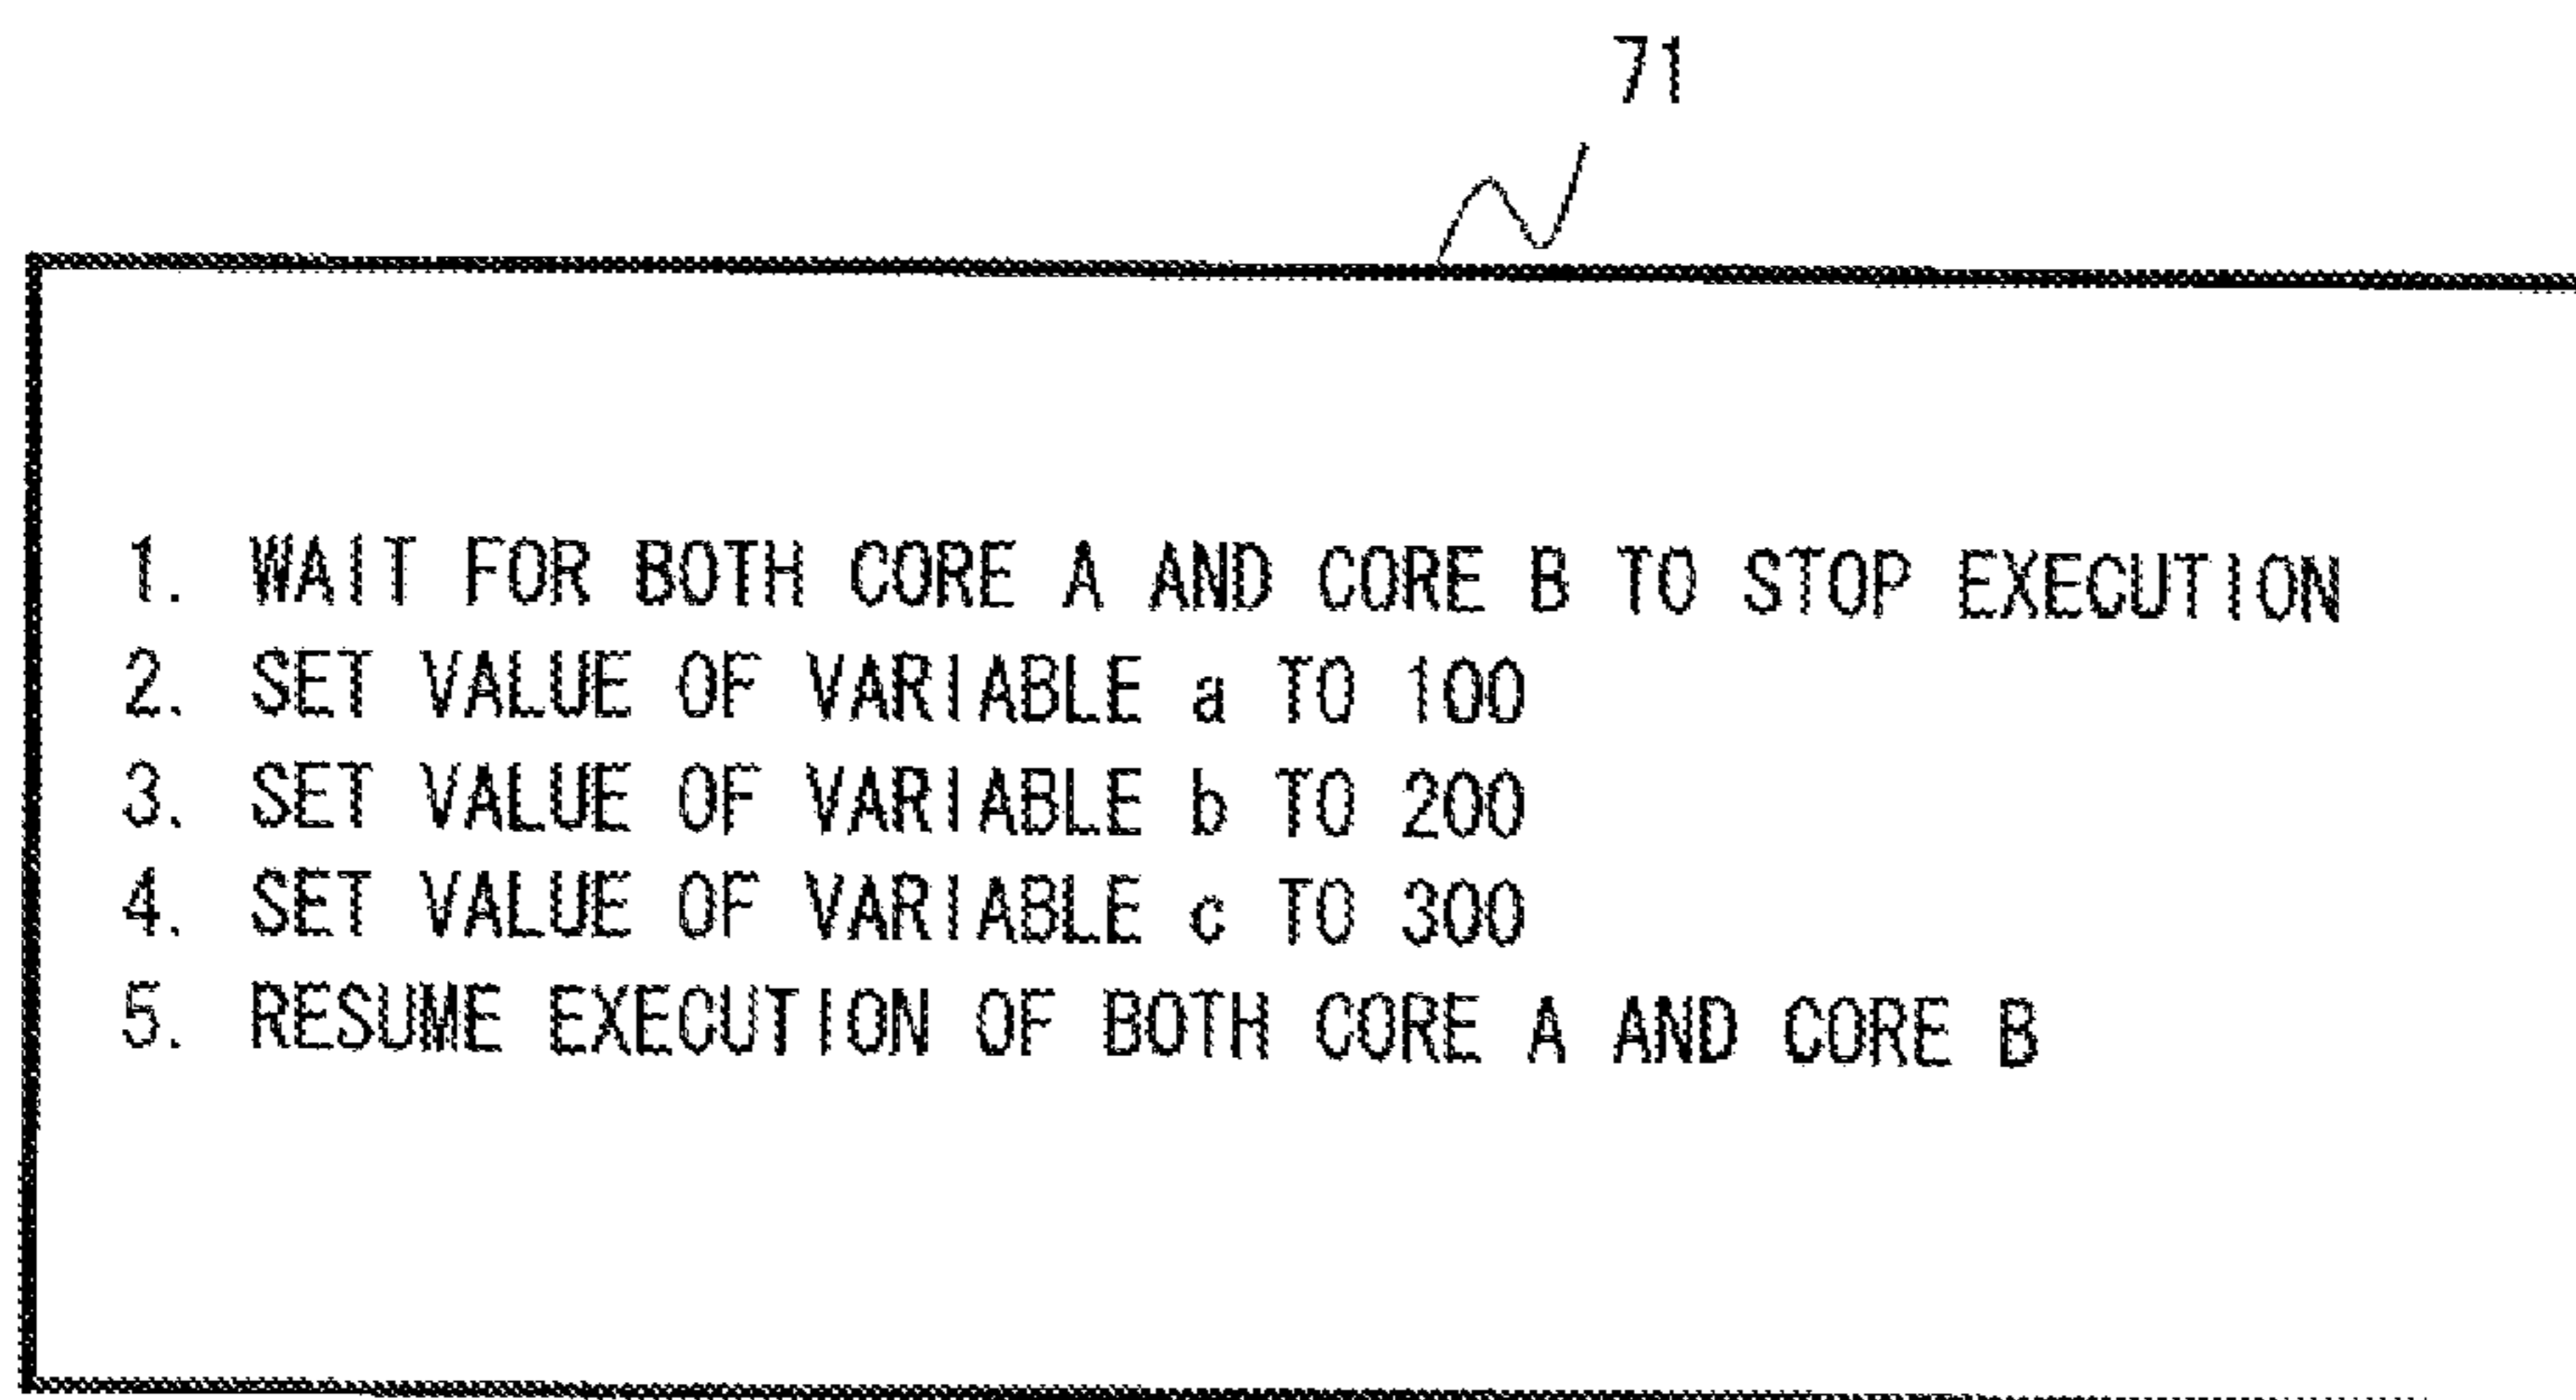 71
1. WAIT FOR BOTH CORE A AND CORE B TO STOP EXECUTION
2. SET VALUE OF VARIABLE a TO 100
3. SET VALUE OF VARIABLE b TO 200
4. SET VALUE OF VARIABLE c TO 300
5. RESUME EXECUTION OF BOTH CORE A AND CORE B